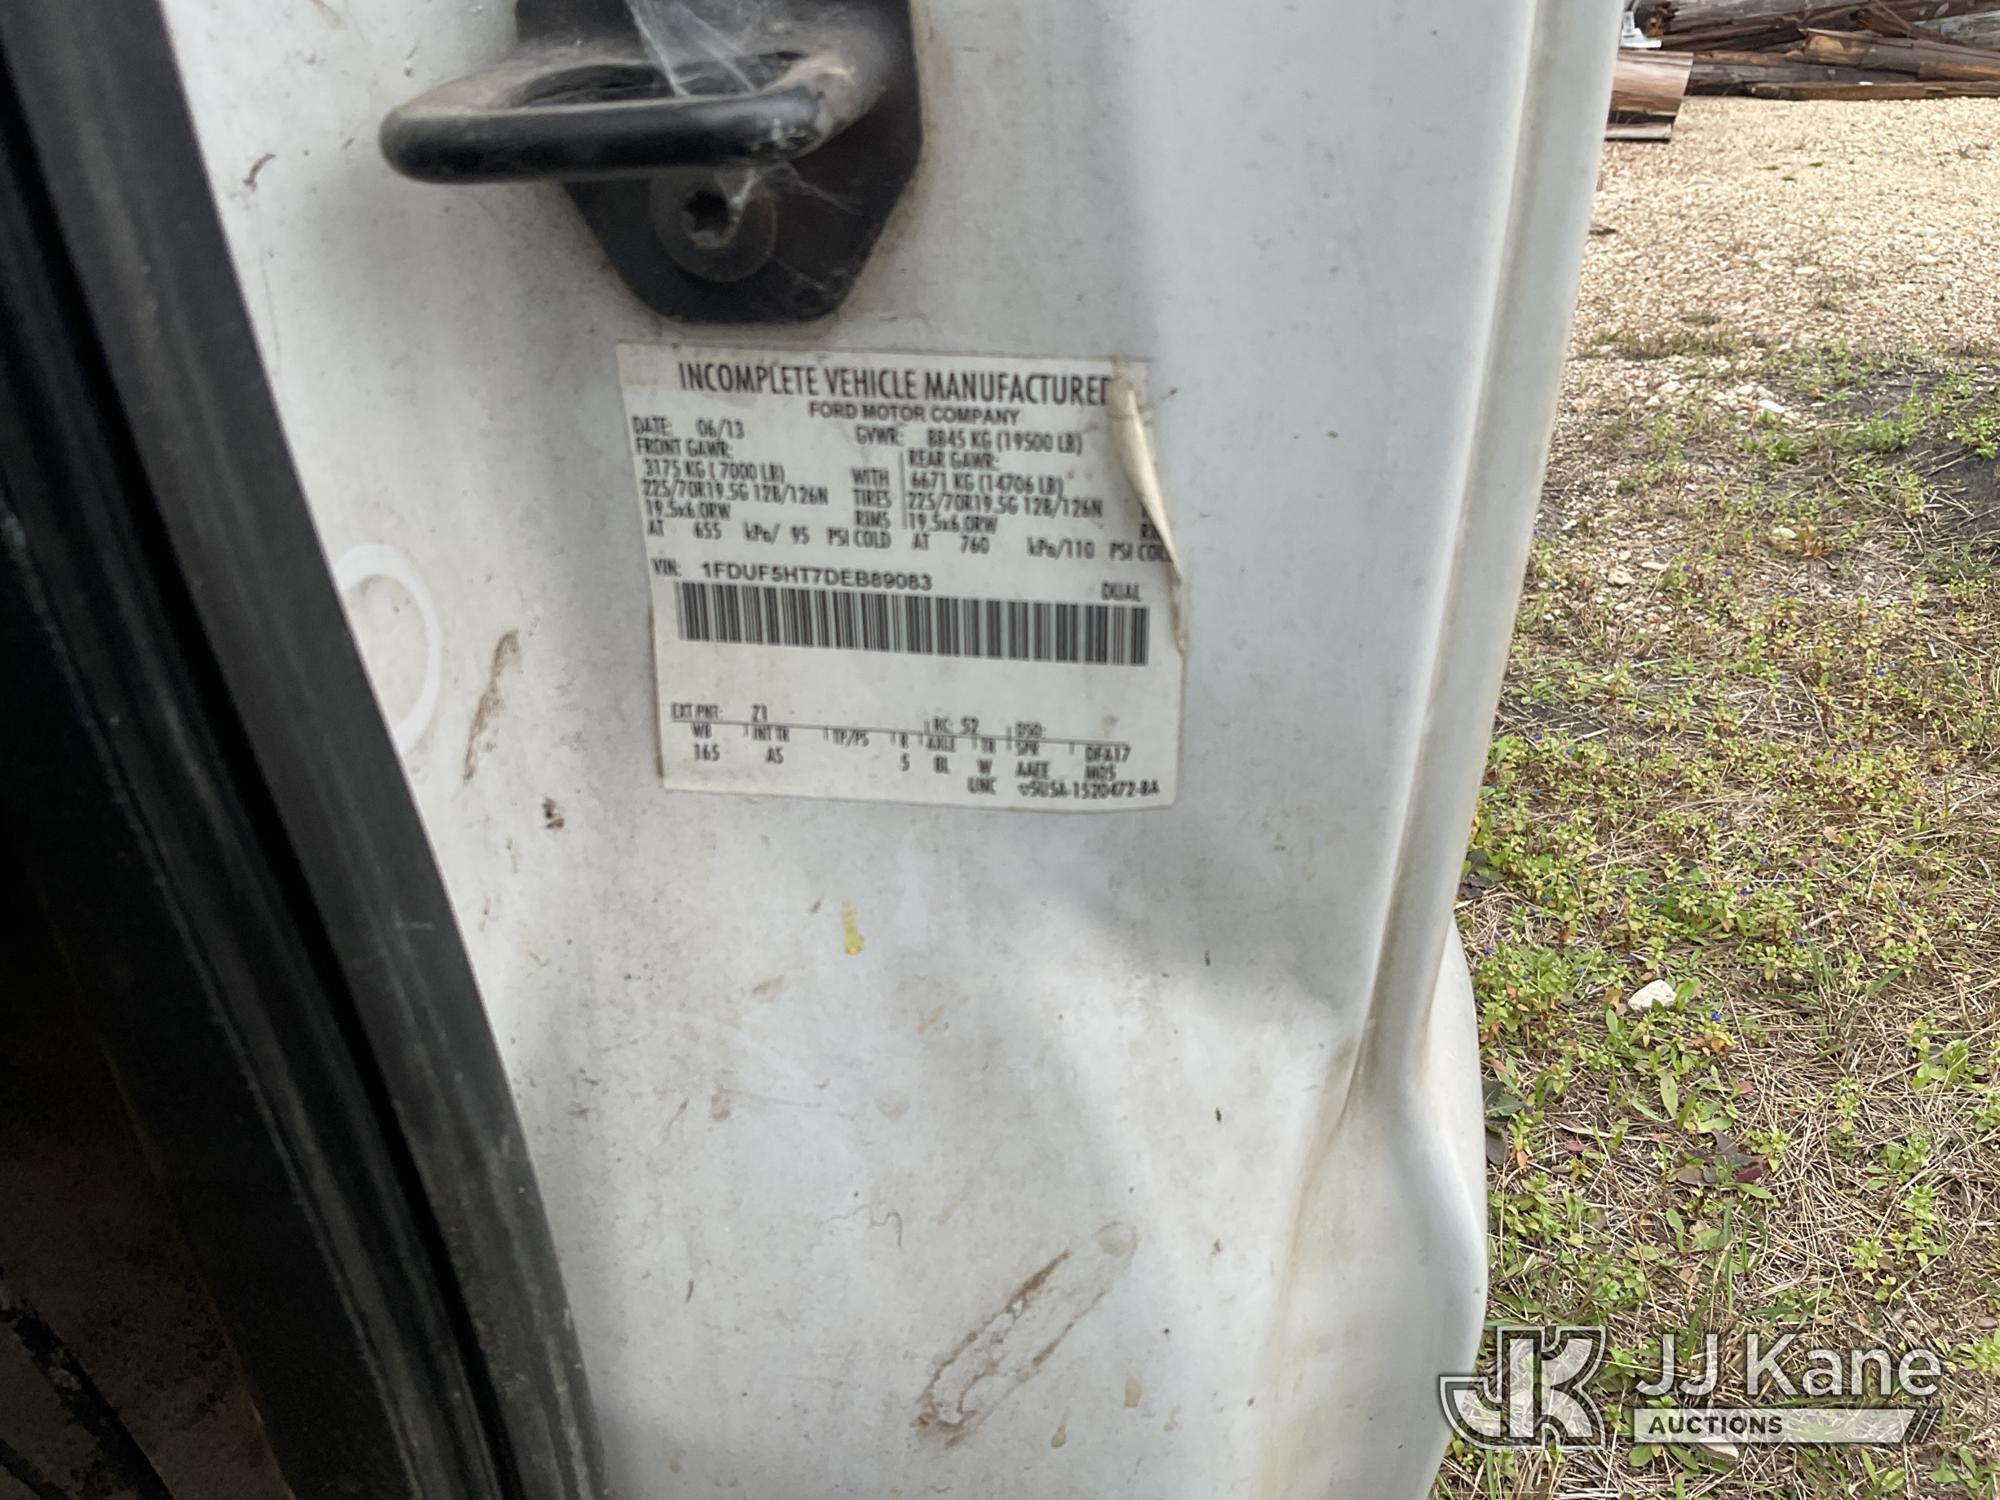 INCOMPLETE VEHICLE MANUFACTURED
FORD MOTOR COMPANY
DATE: 06/13 GVWR: 8845 KG (19500 LB)
FRONT GAWR: REAR GAWR:
3175 KG (7000 LB) WITH 6671 KG (14706 LB)
225/70R19.5G 128/126N TIRES 225/70R19.5G 128/126N
19.5x6.0RW RIMS 19.5x6.0RW
AT 655 kPa/ 95 PSI COLD AT 760 kPa/110 PSI COLD
VIN: 1FDUF5HT7DEB89083 DUAL
EXT PNT: Z1 RC: 52 DSO:
WB INT TR TP/PS R AXLE TR SPR DFA17
165 AS 5 BL W AAEE M05
UNC 5U5A-1520472-BA
JJ Kane
AUCTIONS